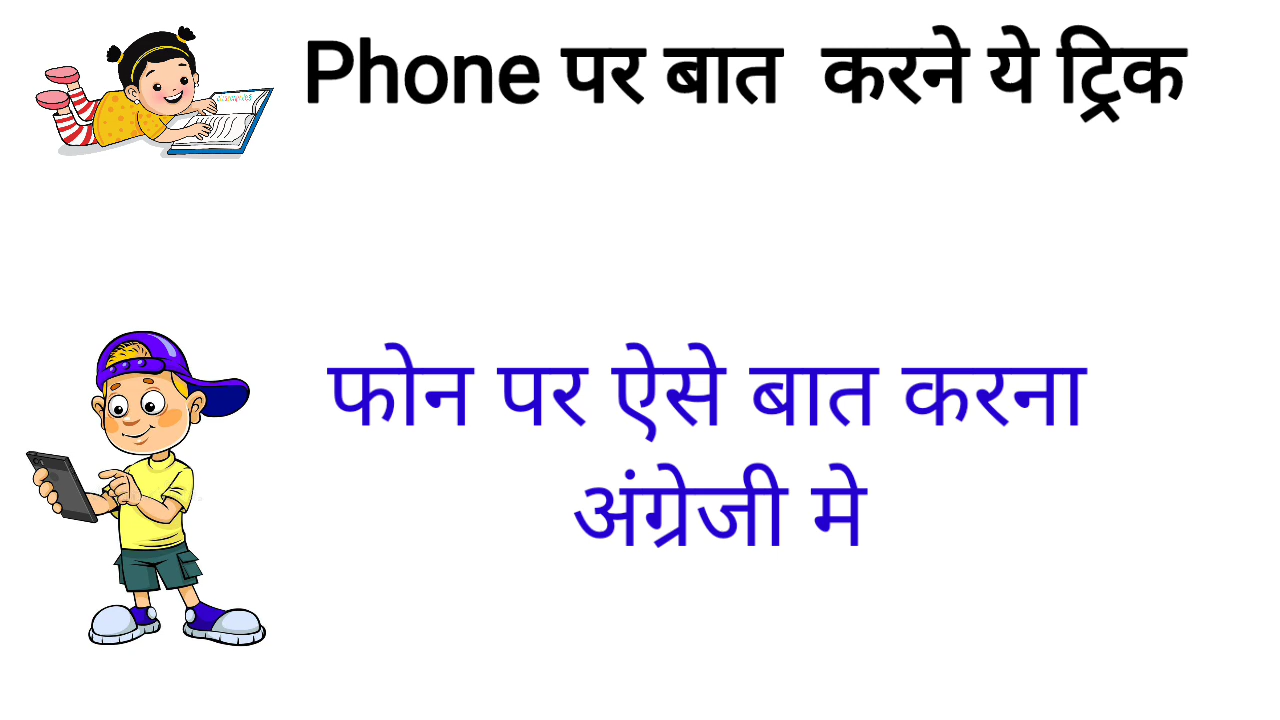 Phone पर बात करने ये ट्रिक
फोन पर ऐसे बात करना
अंग्रेजी मे